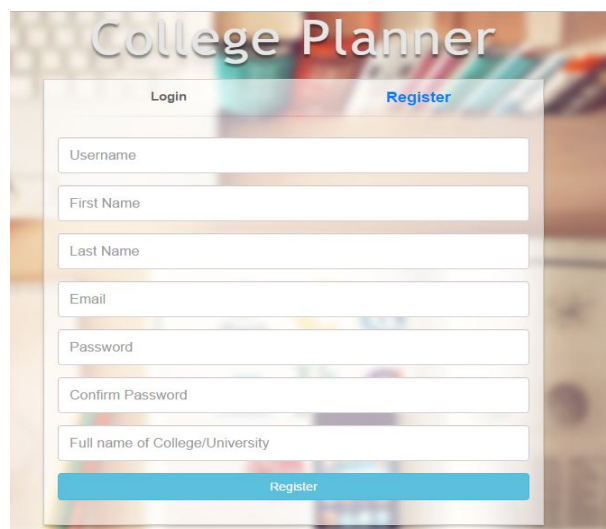 College Planner
Login Register
Username
First Name
Last Name
Email
Password
Confirm Password
Full name of College/University
Register